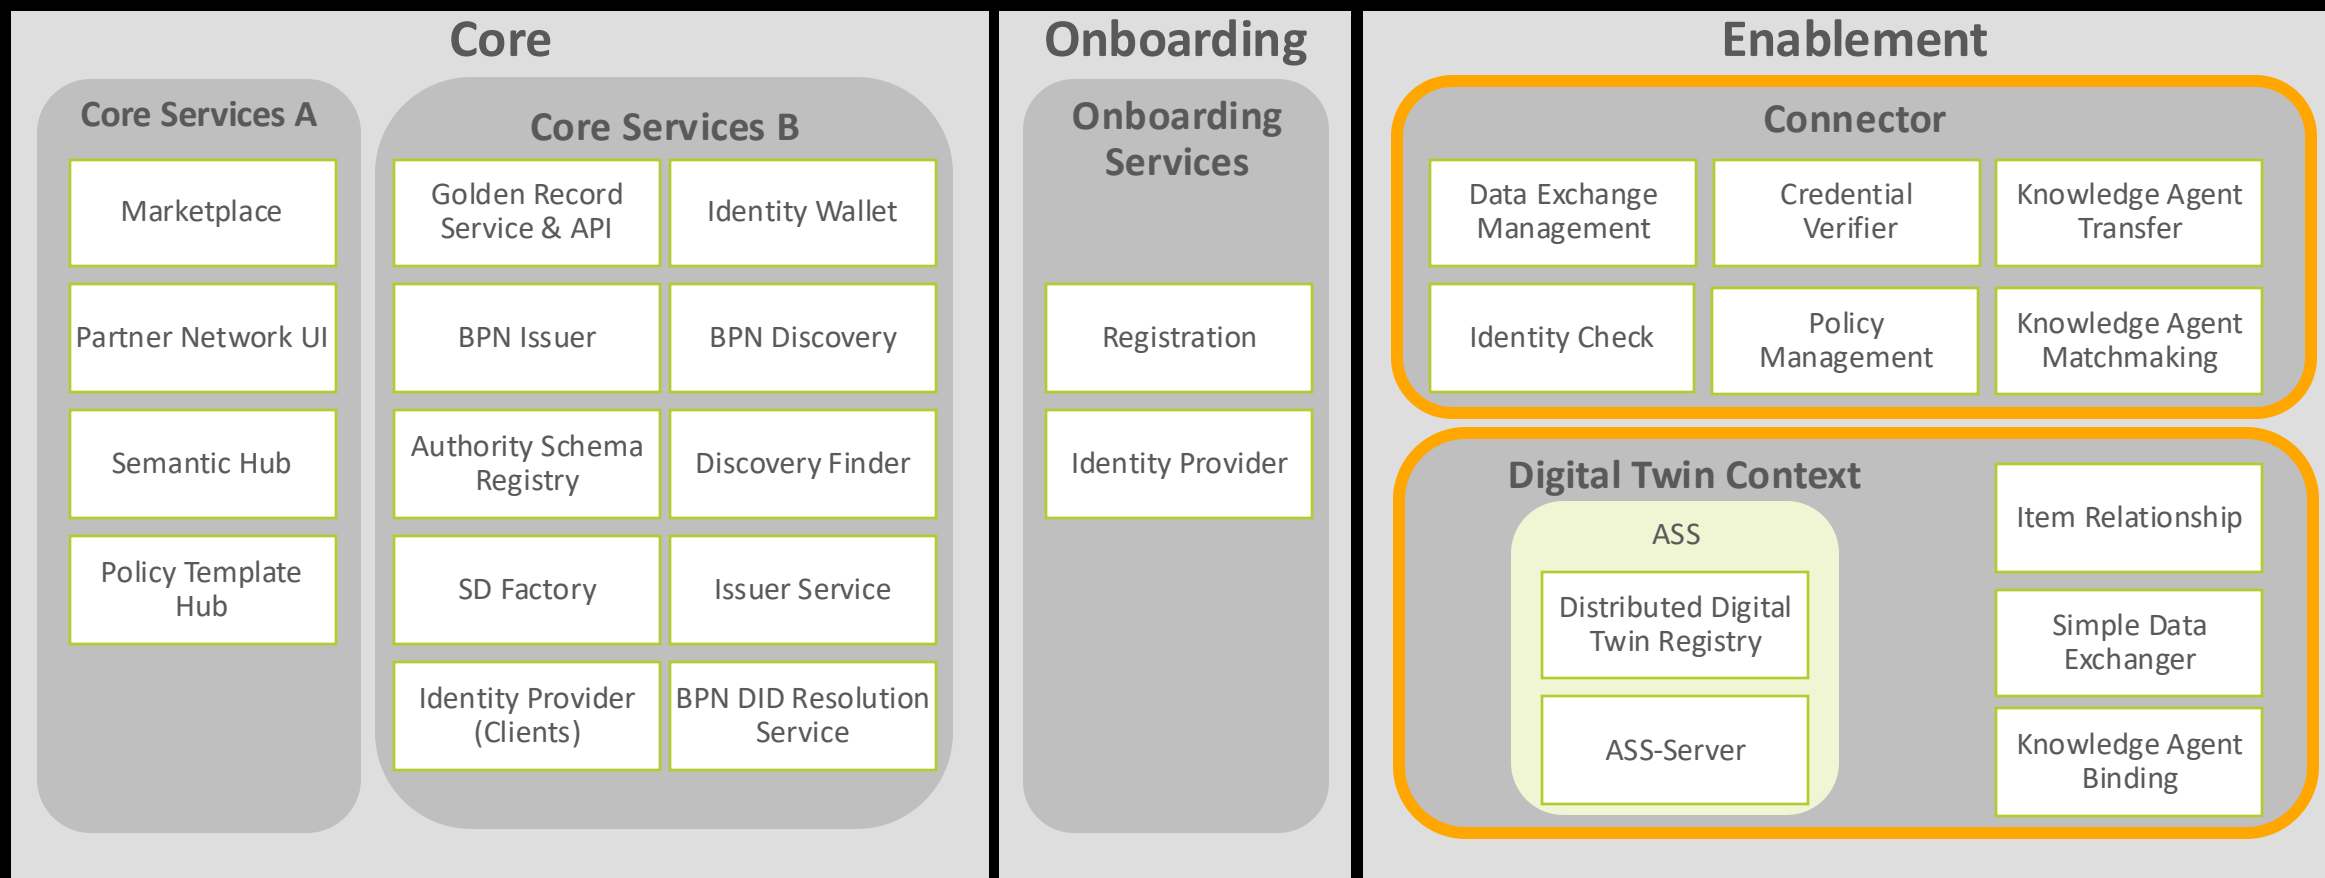 Core
Core Services A
Marketplace
Partner Network UI
Semantic Hub
Policy Template
Hub
Core Services B
Golden Record
Service & API
Identity Wallet
BPN Issuer
BPN Discovery
Authority Schema
Registry
Discovery Finder
SD Factory
Issuer Service
Identity Provider
(Clients)
BPN DID Resolution
Service
Onboarding
Onboarding
Services
Registration
Identity Provider
Enablement
Connector
Data Exchange
Management
Credential
Verifier
Knowledge Agent
Transfer
Identity Check
Policy
Management
Knowledge Agent
Matchmaking
Digital Twin Context
ASS
Distributed Digital
Twin Registry
ASS-Server
Item Relationship
Simple Data
Exchanger
Knowledge Agent
Binding